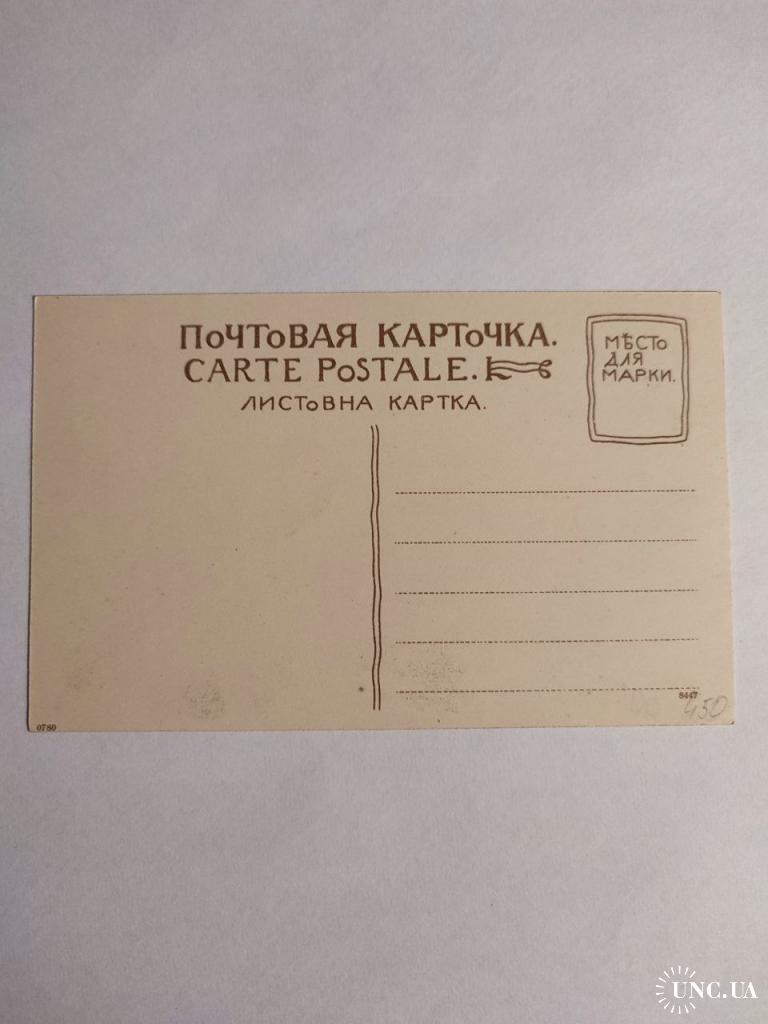 ПОЧТОВАЯ КАРТОЧКА.
CARTE POSTALE.
ЛИСТОВНА КАРТКА.
МѢСТО
ДЛЯ
МАРКИ.
8447
450
0780
UNC.UA